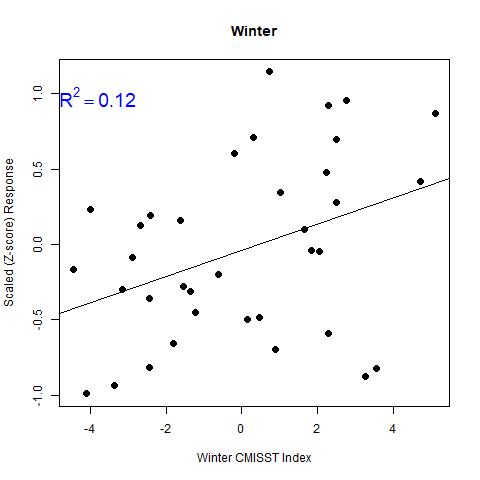 Winter
R² = 0.12
Scaled (Z-score) Response
1.0
0.5
0.0
-0.5
-1.0
-4
-2
0
2
4
Winter CMISST Index